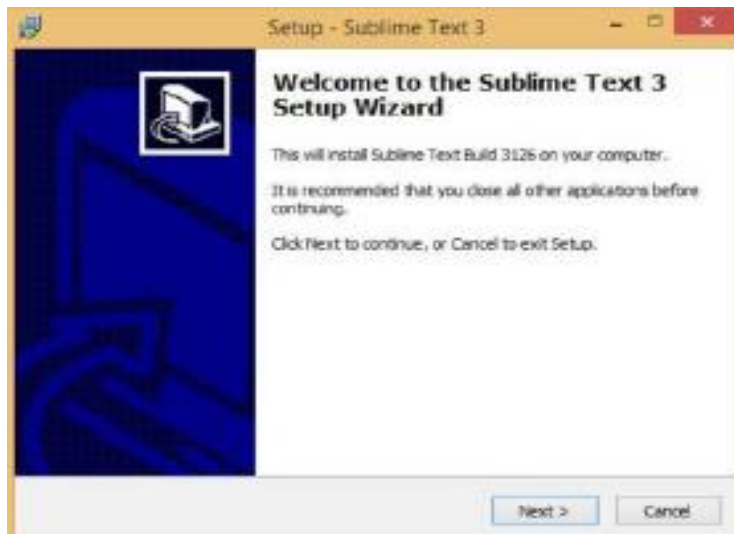 Setup - Sublime Text 3
Welcome to the Sublime Text 3
Setup Wizard
This will install Sublime Text Build 3126 on your computer.
It is recommended that you close all other applications before
continuing.
Click Next to continue, or Cancel to exit Setup.
Next >
Cancel